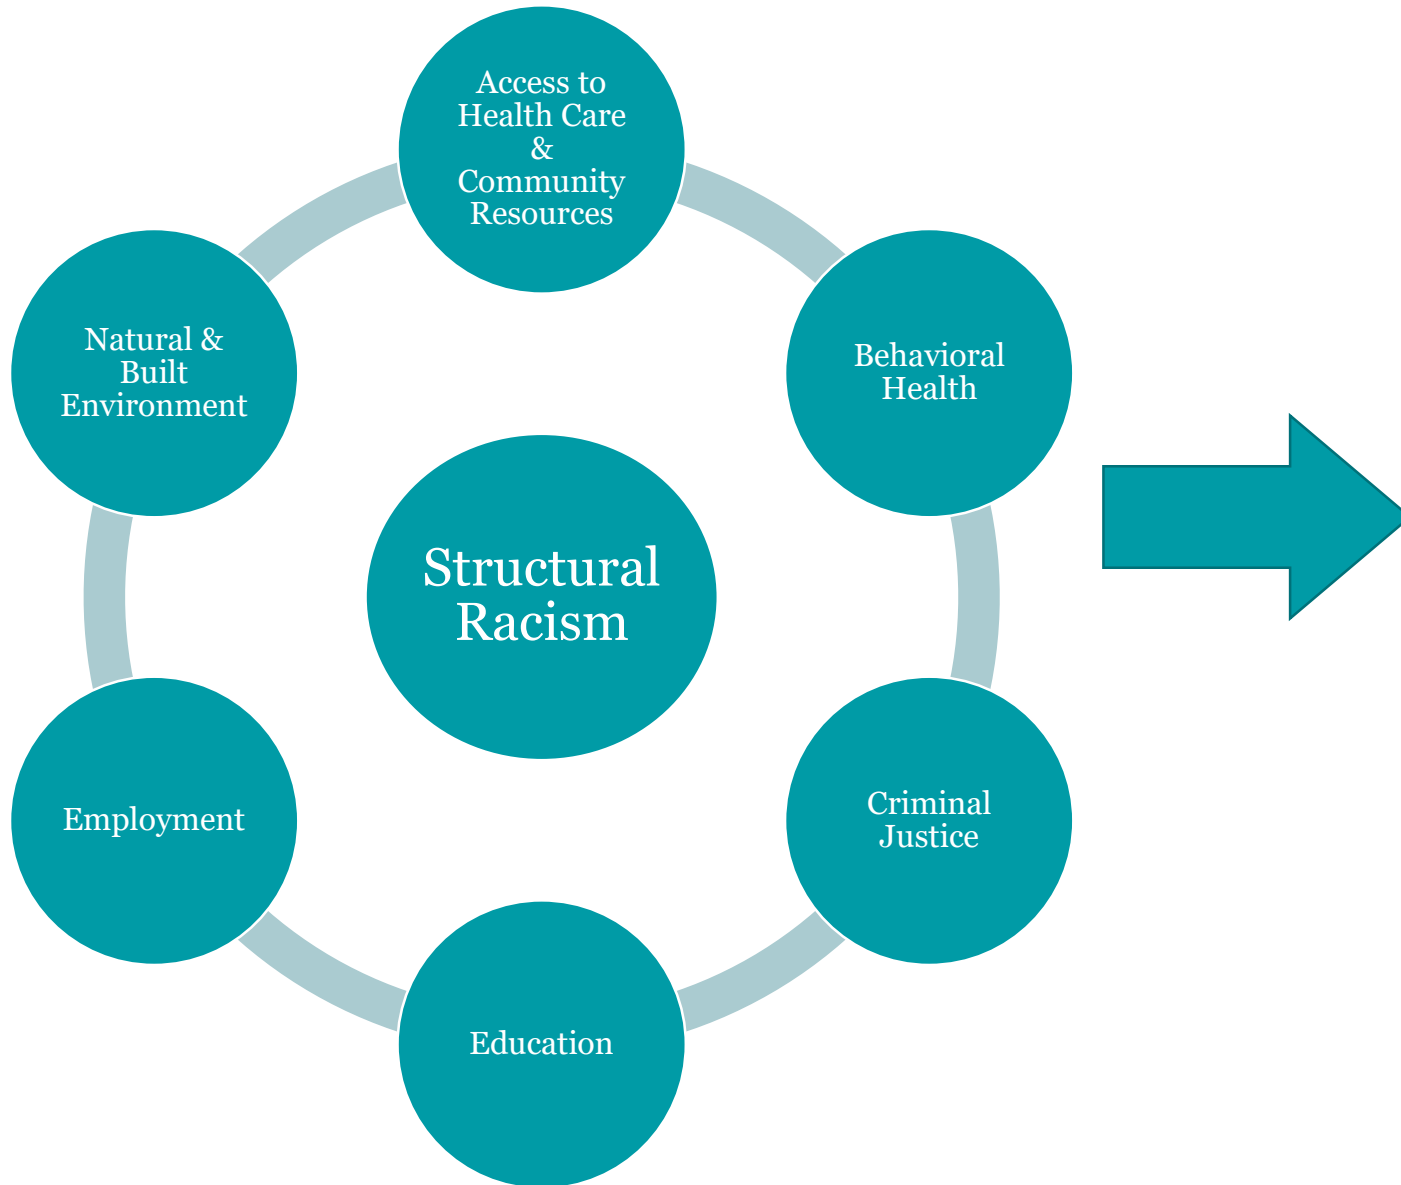 Access to
Health Care
&
Community
Resources
Behavioral
Health
Criminal
Justice
Education
Employment
Natural &
Built
Environment
Structural
Racism